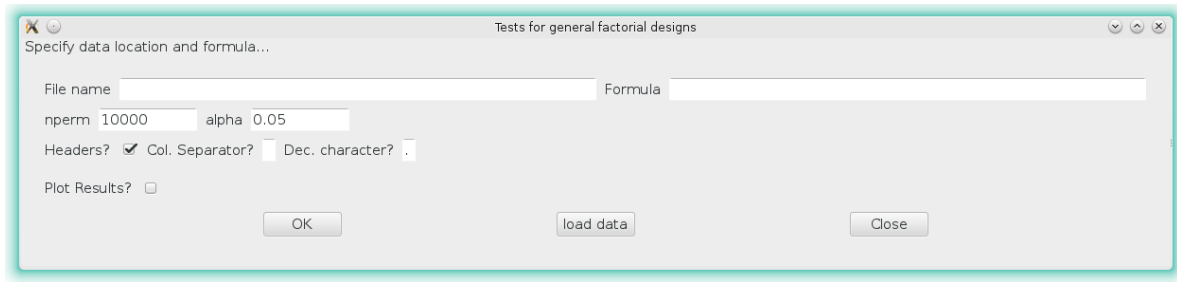 Tests for general factorial designs
Specify data location and formula...
File name Formula
nperm 10000 alpha 0.05
Headers? Col. Separator? Dec. character? .
Plot Results?
OK load data Close